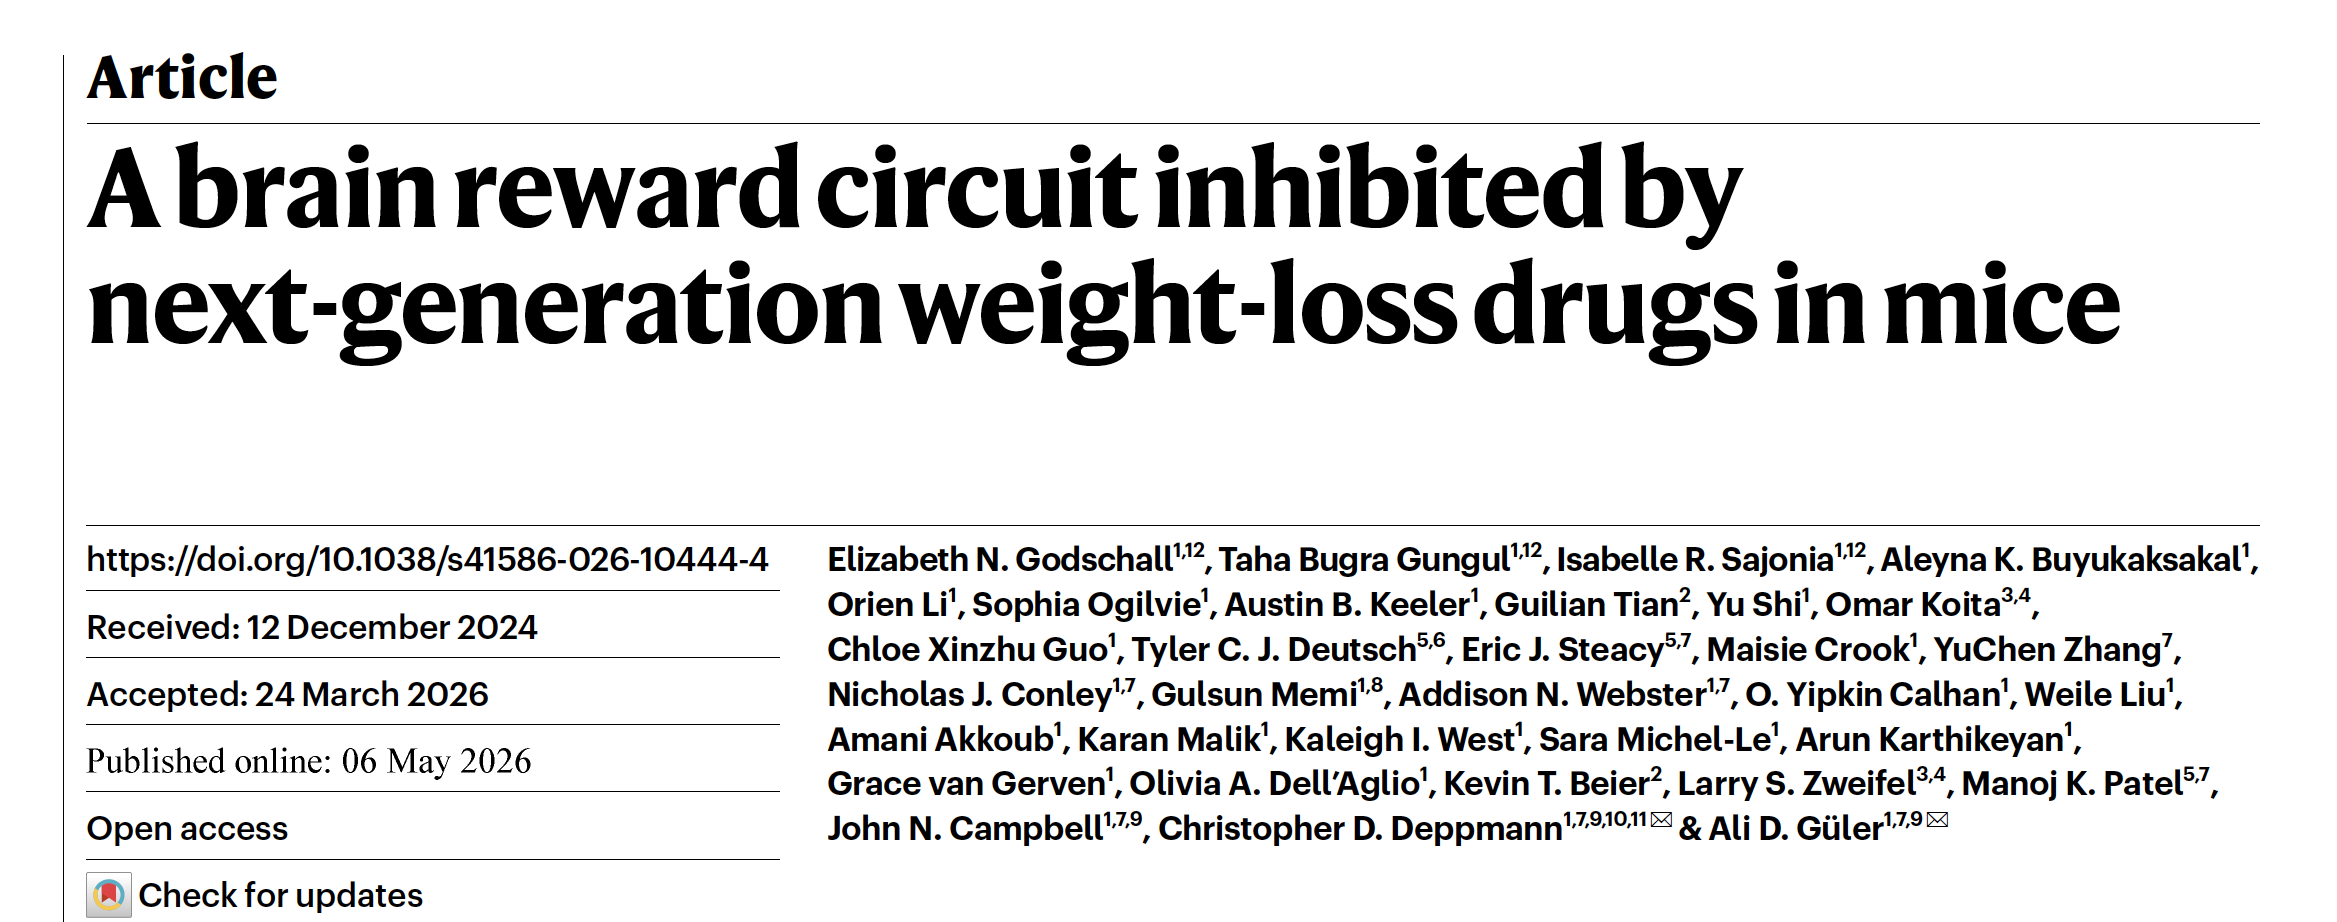 Article
A brain reward circuit inhibited by
next-generation weight-loss drugs in mice
https://doi.org/10.1038/s41586-026-10444-4
Received: 12 December 2024
Accepted: 24 March 2026
Published online: 06 May 2026
Open access
Check for updates
Elizabeth N. Godschall1,12, Taha Bugra Gungul1,12, Isabelle R. Sajonia1,12, Aleyna K. Buyukaksakal1,
Orien Li1, Sophia Ogilvie1, Austin B. Keeler1, Guilian Tian2, Yu Shi1, Omar Koita3,4,
Chloe Xinzhu Guo1, Tyler C. J. Deutsch5,6, Eric J. Steacy5,7, Maisie Crook1, YuChen Zhang7,
Nicholas J. Conley1,7, Gulsun Memi1,8, Addison N. Webster1,7, O. Yipkin Calhan1, Weile Liu1,
Amani Akkoub1, Karan Malik1, Kaleigh I. West1, Sara Michel-Le1, Arun Karthikeyan1,
Grace van Gerven1, Olivia A. Dell’Aglio1, Kevin T. Beier2, Larry S. Zweifel3,4, Manoj K. Patel5,7,
John N. Campbell1,7,9, Christopher D. Deppmann1,7,9,10,11✉ & Ali D. Güler1,7,9✉